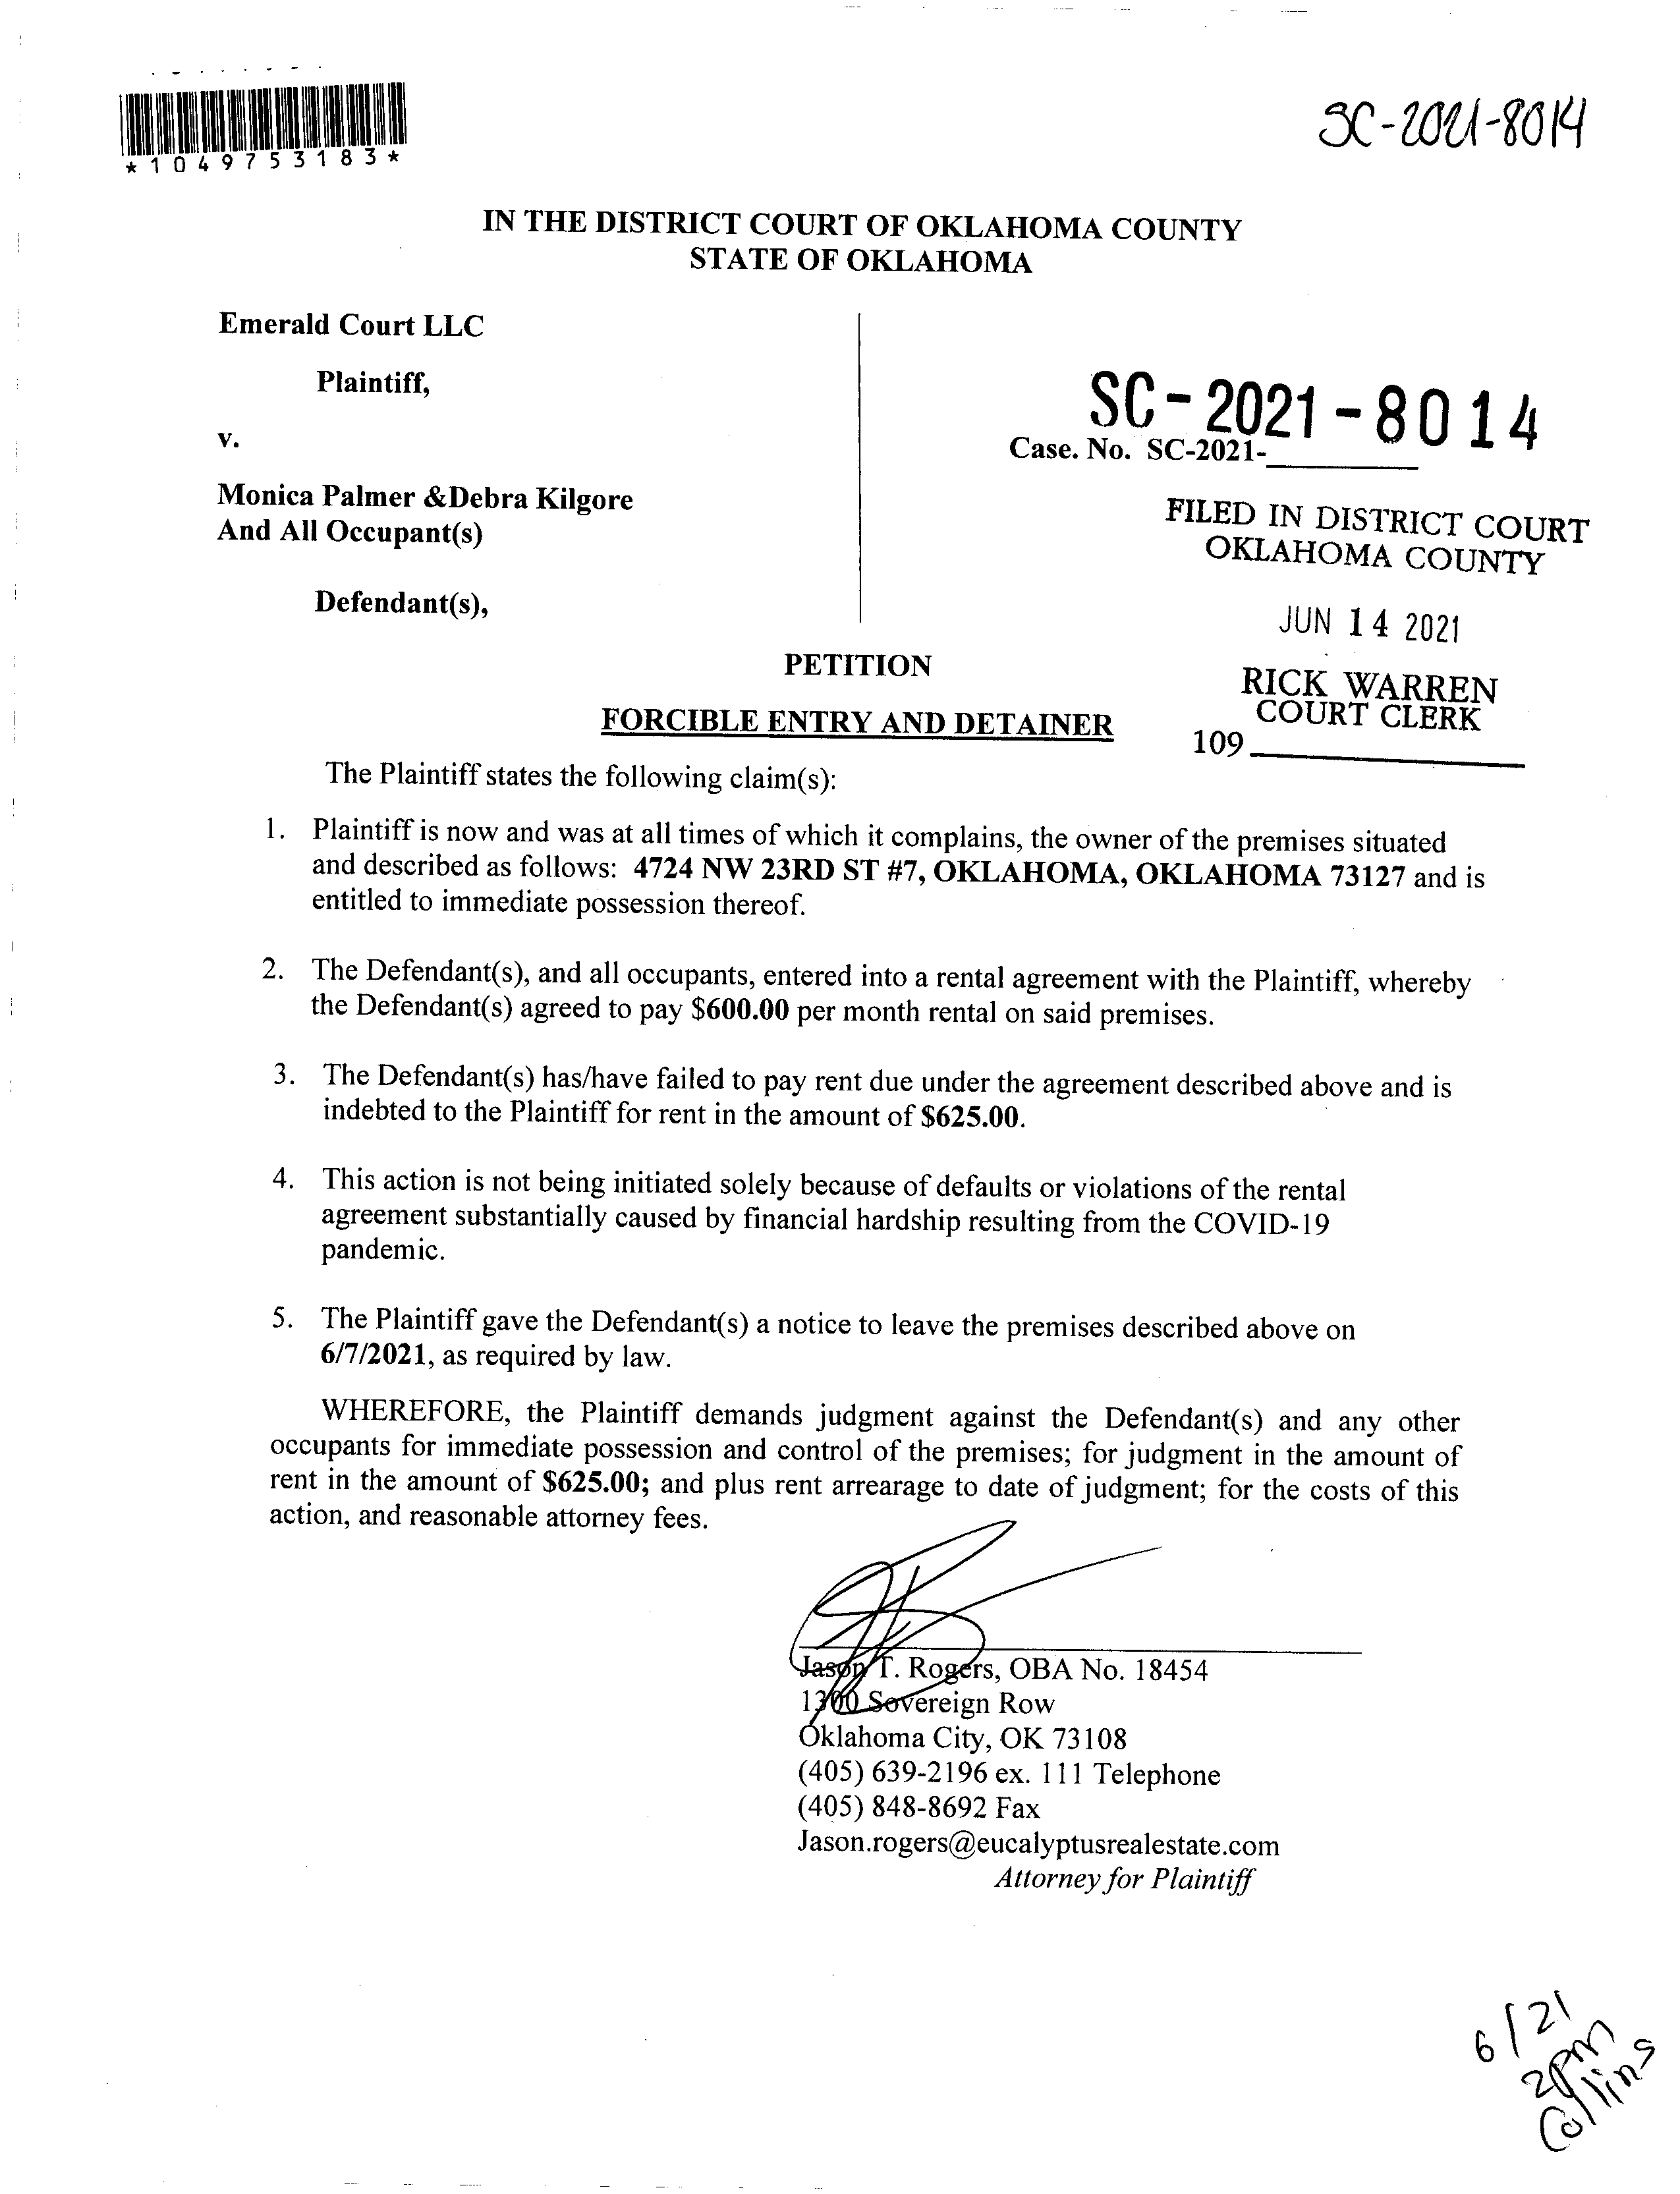 *1049753183*
SC-2021-8014
IN THE DISTRICT COURT OF OKLAHOMA COUNTY
STATE OF OKLAHOMA
Emerald Court LLC
Plaintiff,
v.
Monica Palmer &Debra Kilgore
And All Occupant(s)
Defendant(s),
SC-2021-8014
Case. No. SC-2021-________
FILED IN DISTRICT COURT
OKLAHOMA COUNTY
JUN 14 2021
RICK WARREN
COURT CLERK
109 ________
PETITION
FORCIBLE ENTRY AND DETAINER
The Plaintiff states the following claim(s):
1. Plaintiff is now and was at all times of which it complains, the owner of the premises situated
and described as follows: 4724 NW 23RD ST #7, OKLAHOMA, OKLAHOMA 73127 and is
entitled to immediate possession thereof.
2. The Defendant(s), and all occupants, entered into a rental agreement with the Plaintiff, whereby
the Defendant(s) agreed to pay $600.00 per month rental on said premises.
3. The Defendant(s) has/have failed to pay rent due under the agreement described above and is
indebted to the Plaintiff for rent in the amount of $625.00.
4. This action is not being initiated solely because of defaults or violations of the rental
agreement substantially caused by financial hardship resulting from the COVID-19
pandemic.
5. The Plaintiff gave the Defendant(s) a notice to leave the premises described above on
6/7/2021, as required by law.
WHEREFORE, the Plaintiff demands judgment against the Defendant(s) and any other
occupants for immediate possession and control of the premises; for judgment in the amount of
rent in the amount of $625.00; and plus rent arrearage to date of judgment; for the costs of this
action, and reasonable attorney fees.
Jason T. Rogers, OBA No. 18454
1300 Sovereign Row
Oklahoma City, OK 73108
(405) 639-2196 ex. 111 Telephone
(405) 848-8692 Fax
Jason.rogers@eucalyptusrealestate.com
Attorney for Plaintiff
6/21
2pm
Collins